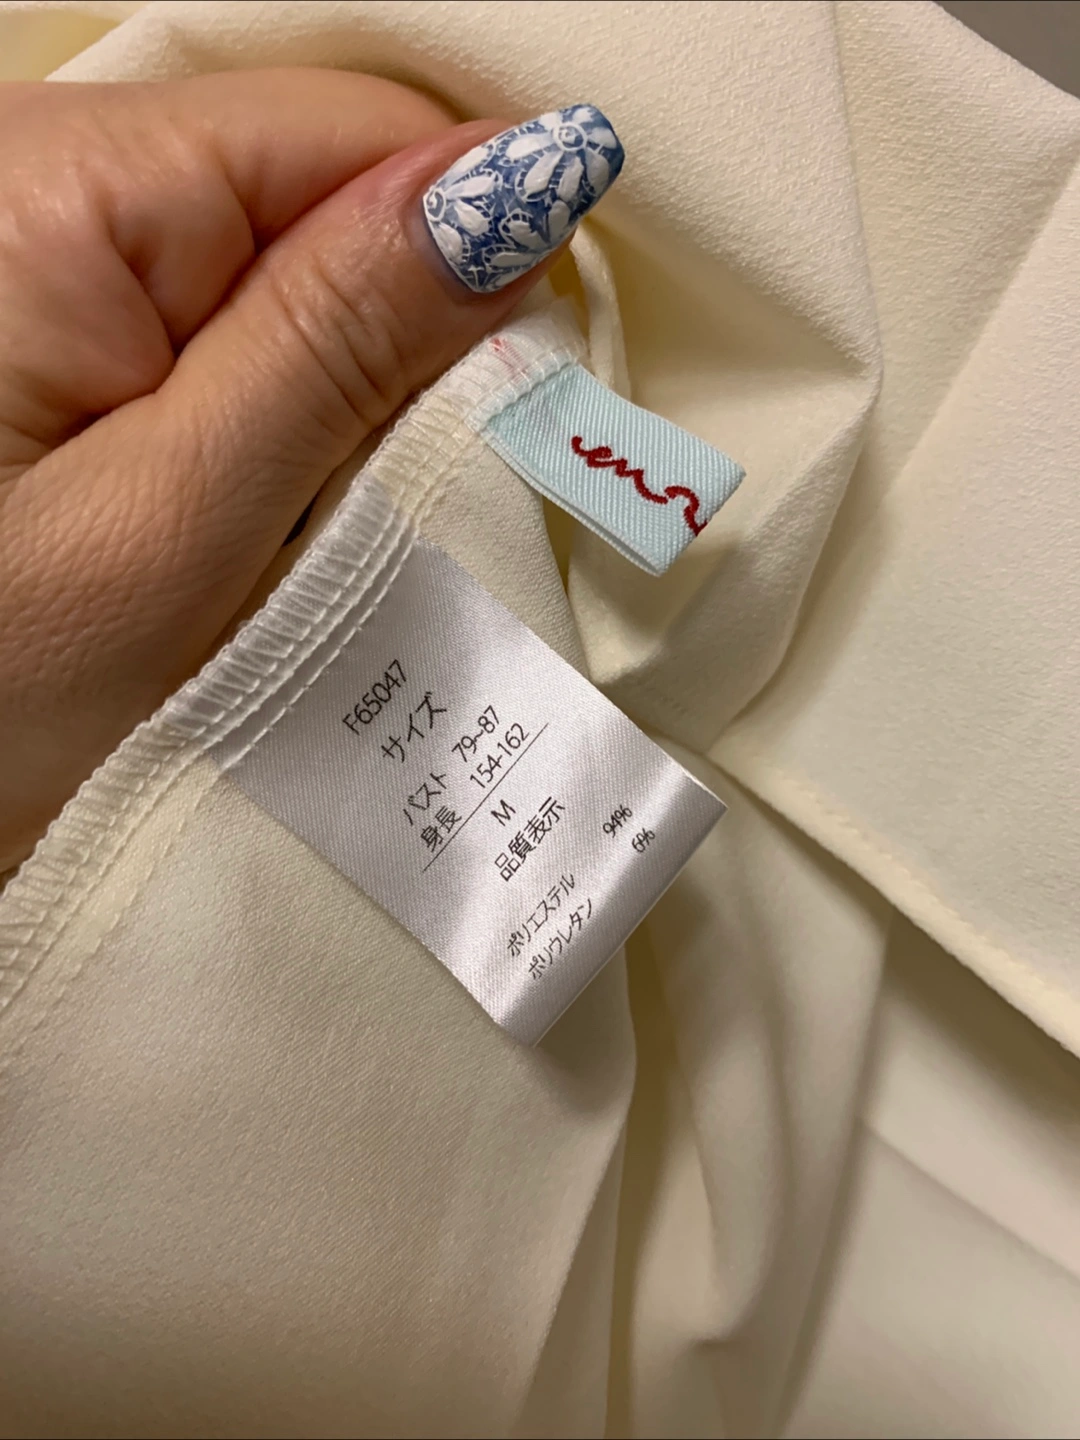 F65047
サイズ
バスト 79~87
身長 154-162
M
品質表示
ポリエステル 94%
ポリウレタン 6%